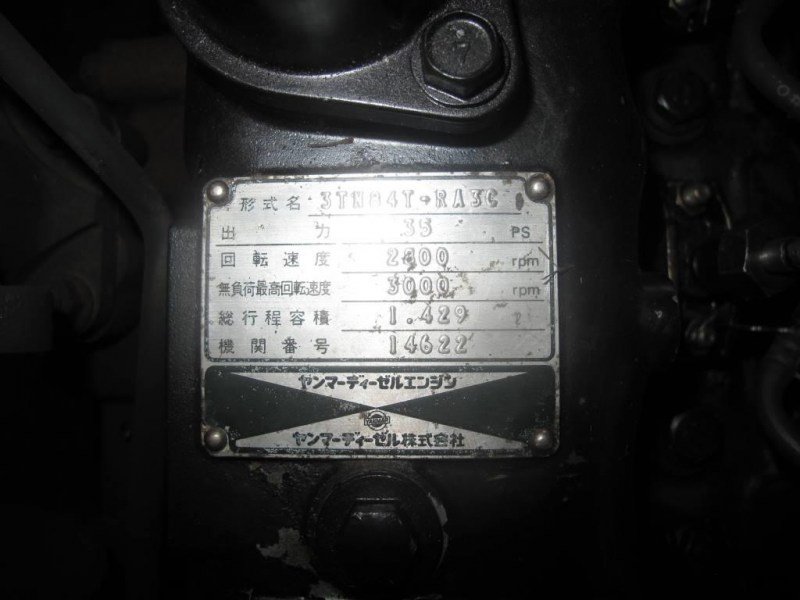 形式名 3TN84T-RA3C
出力 35 PS
回転速度 2800 rpm
無負荷最高回転速度 3000 rpm
総行程容積 1.429 ℓ
機関番号 14622
ヤンマーディーゼルエンジン
ヤンマーディーゼル株式会社